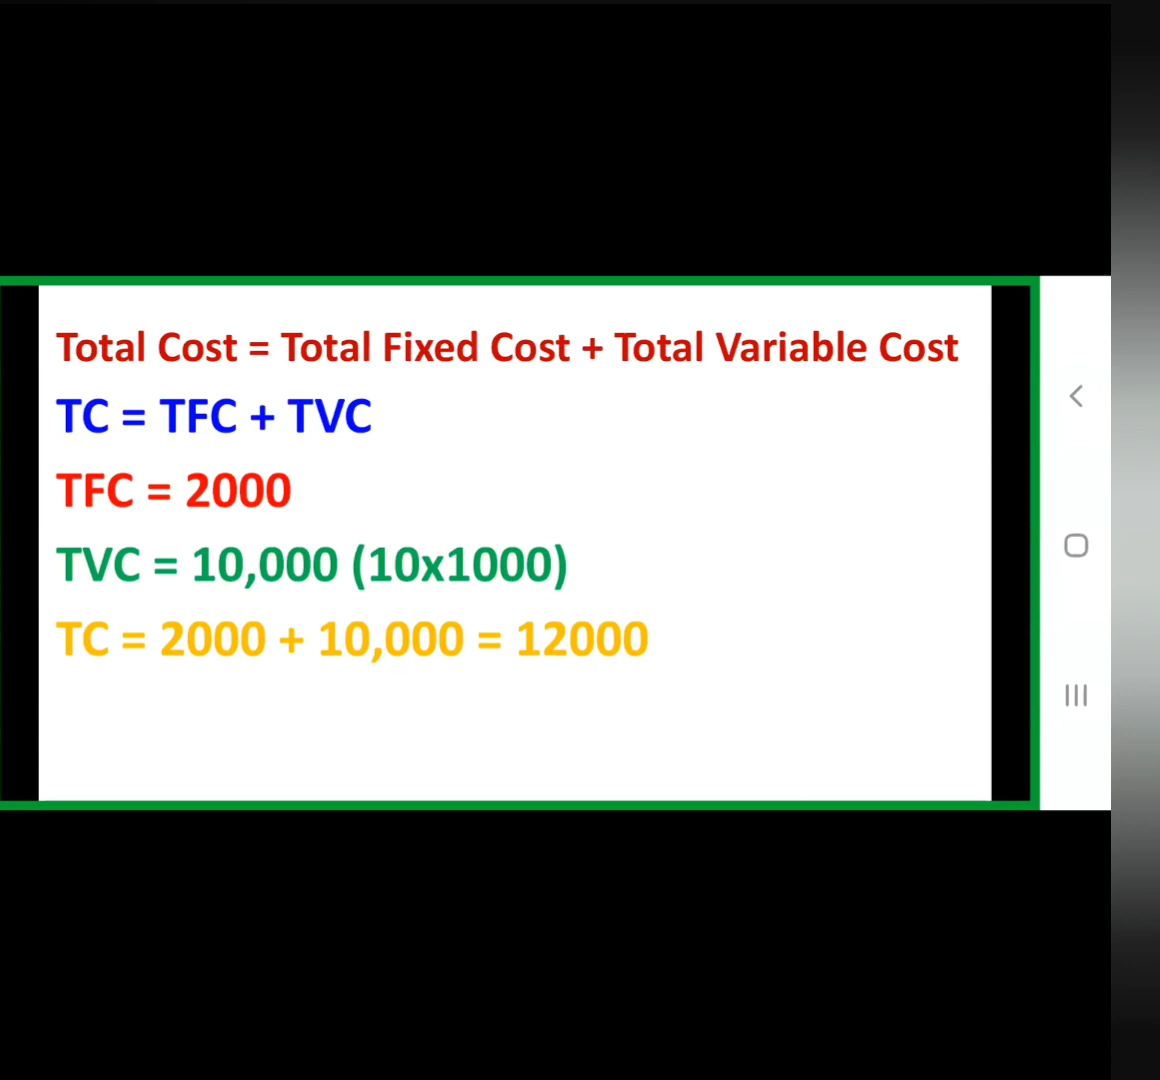 Total Cost = Total Fixed Cost + Total Variable Cost
TC = TFC + TVC
TFC = 2000
TVC = 10,000 (10x1000)
TC = 2000 + 10,000 = 12000